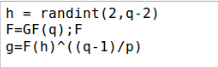 h = randint(2,q-2)
F=GF(q);F
g=F(h)^((q-1)/p)